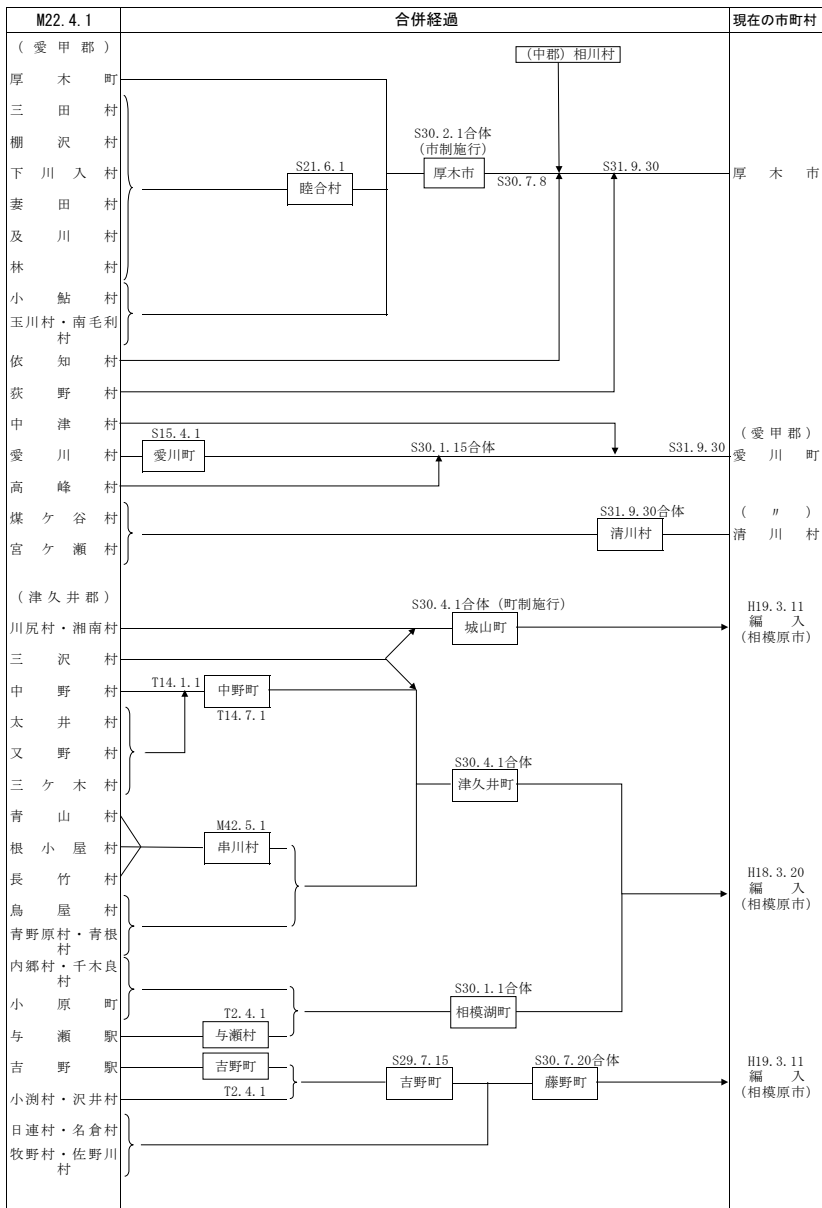 M22.4.1 合併経過 現在の市町村
(愛甲郡)
(中郡)相川村
厚木町
三田村
S30.2.1合体
棚沢村
(市制施行)
S21.6.1
S31.9.30
下川入村
睦合村
厚木市
S30.7.8
厚木市
妻田村
及川村
林村
小鮎村
玉川村・南毛利
村
依知村
荻野村
中津村
S15.4.1
(愛甲郡)
愛川村
愛川町
S30.1.15合体
S31.9.30
愛川町
高峰村
煤ケ谷村
S31.9.30合体
(〃)
宮ケ瀬村
清川村
清川村
(津久井郡)
S30.4.1合体(町制施行)
H19.3.11
編入
(相模原市)
川尻村・湘南村
城山町
三沢村
中野村
T14.1.1
中野町
T14.7.1
太井村
又野村
S30.4.1合体
三ケ木村
津久井町
青山村
M42.5.1
根小屋村
串川村
長竹村
H18.3.20
編入
(相模原市)
鳥屋村
青野原村・青根
村
内郷村・千木良
村
S30.1.1合体
小原町
相模湖町
T2.4.1
与瀬駅
与瀬村
吉野駅
吉野町
S29.7.15
S30.7.20合体
H19.3.11
編入
(相模原市)
T2.4.1
吉野町
藤野町
小渕村・沢井村
日連村・名倉村
牧野村・佐野川
村